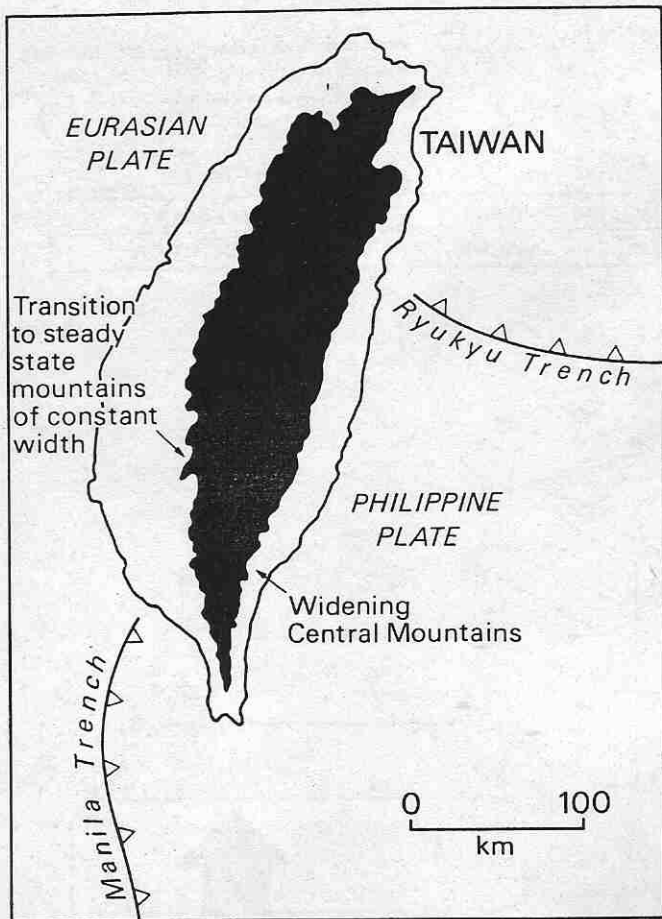 EURASIAN
PLATE
TAIWAN
Transition
to steady
state
mountains
of constant
width
Ryukyu Trench
PHILIPPINE
PLATE
Widening
Central Mountains
Manila Trench
0 100
km